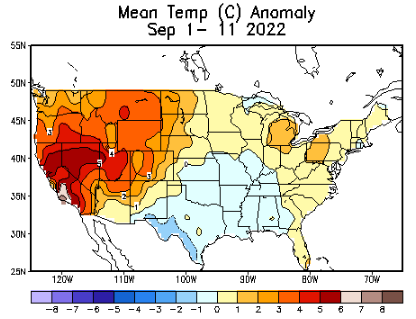 Mean Temp (C) Anomaly
Sep 1- 11 2022
55N
50N
45N
40N
35N
30N
25N
120W 110W 100W 90W 80W 70W
-8 -7 -6 -5 -4 -3 -2 -1 0 1 2 3 4 5 6 7 8